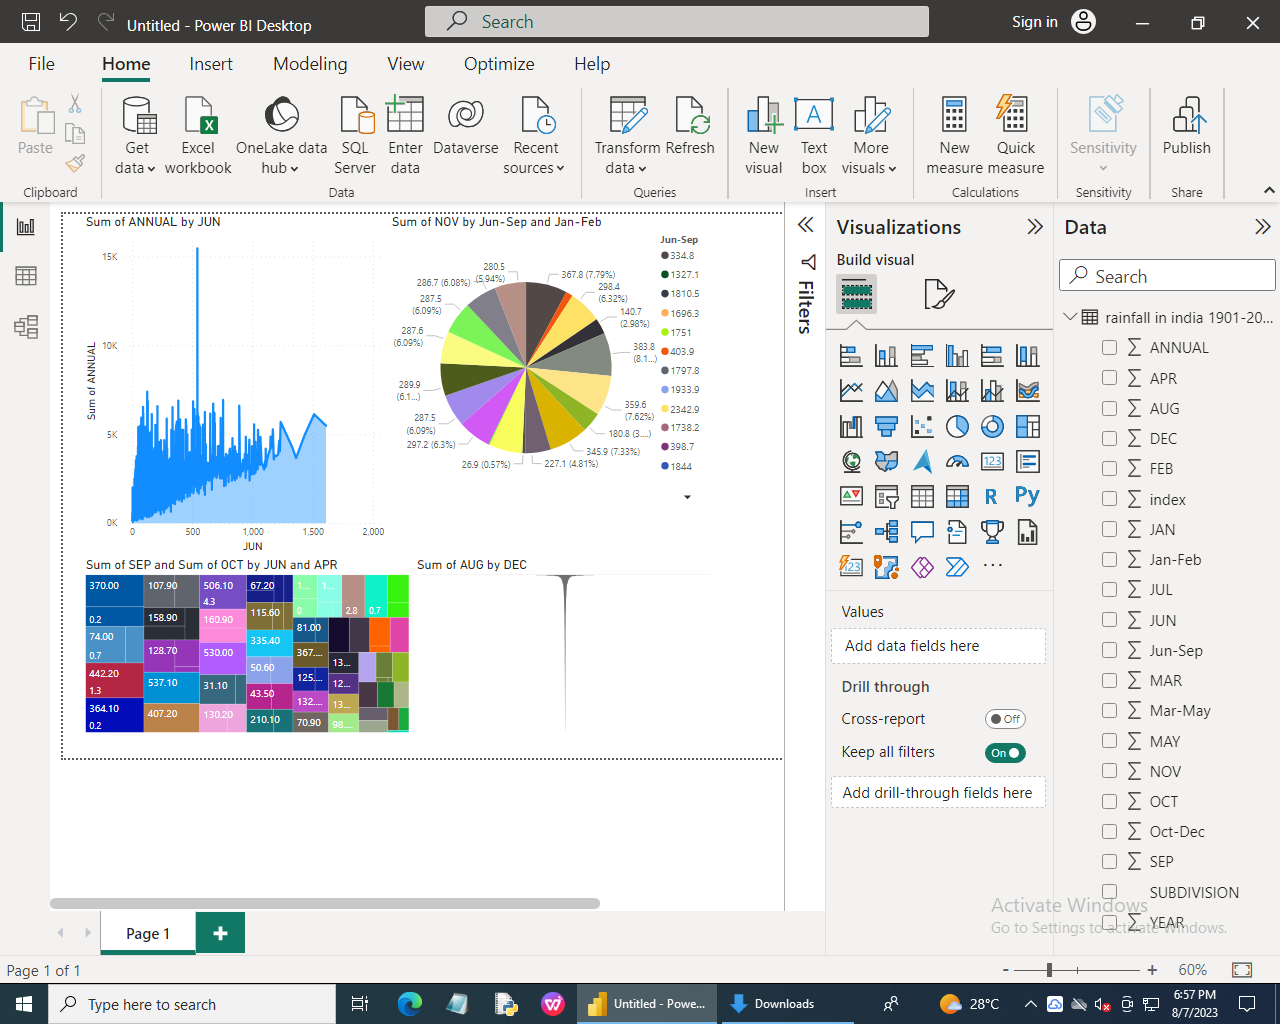 Untitled - Power BI Desktop
Search
Sign in
File
Home
Insert
Modeling
View
Optimize
Help
Paste
Get data
Excel workbook
OneLake data hub
SQL Server
Enter data
Dataverse
Recent sources
Transform data
Refresh
New visual
Text box
More visuals
New measure
Quick measure
Sensitivity
Publish
Clipboard
Data
Queries
Insert
Calculations
Sensitivity
Share
Sum of ANNUAL by JUN
15K
10K
5K
0K
Sum of ANNUAL
0
500
1,000
1,500
2,000
JUN
Sum of NOV by Jun-Sep and Jan-Feb
280.5 (5.94%)
367.8 (7.79%)
286.7 (6.08%)
298.4 (6.32%)
287.5 (6.09%)
140.7 (2.98%)
287.6 (6.09%)
383.8 (8.1...)
289.9 (6.1...)
359.6 (7.62%)
287.5 (6.09%)
180.8 (3....)
297.2 (6.3%)
345.9 (7.33%)
26.9 (0.57%)
227.1 (4.81%)
Jun-Sep
334.8
1327.1
1810.5
1696.3
1751
403.9
1797.8
1933.9
2342.9
1738.2
398.7
1844
Sum of SEP and Sum of OCT by JUN and APR
370.00
0.2
74.00
0.7
442.20
1.3
364.10
0.2
107.90
158.90
128.70
537.10
407.20
506.10
4.3
160.90
530.00
31.10
130.20
67.20
115.60
335.40
50.60
43.50
210.10
1...
0
1...
2.8
0.7
81.00
367....
125....
132....
70.90
13...
12...
13...
98....
Sum of AUG by DEC
Filters
Visualizations
Build visual
Values
Add data fields here
Drill through
Cross-report
Off
Keep all filters
On
Add drill-through fields here
Data
Search
rainfall in india 1901-20...
ANNUAL
APR
AUG
DEC
FEB
index
JAN
Jan-Feb
JUL
JUN
Jun-Sep
MAR
Mar-May
MAY
NOV
OCT
Oct-Dec
SEP
SUBDIVISION
YEAR
Activate Windows
Go to Settings to activate Windows.
Page 1
Page 1 of 1
60%
Type here to search
Untitled - Powe...
Downloads
28°C
6:57 PM
8/7/2023